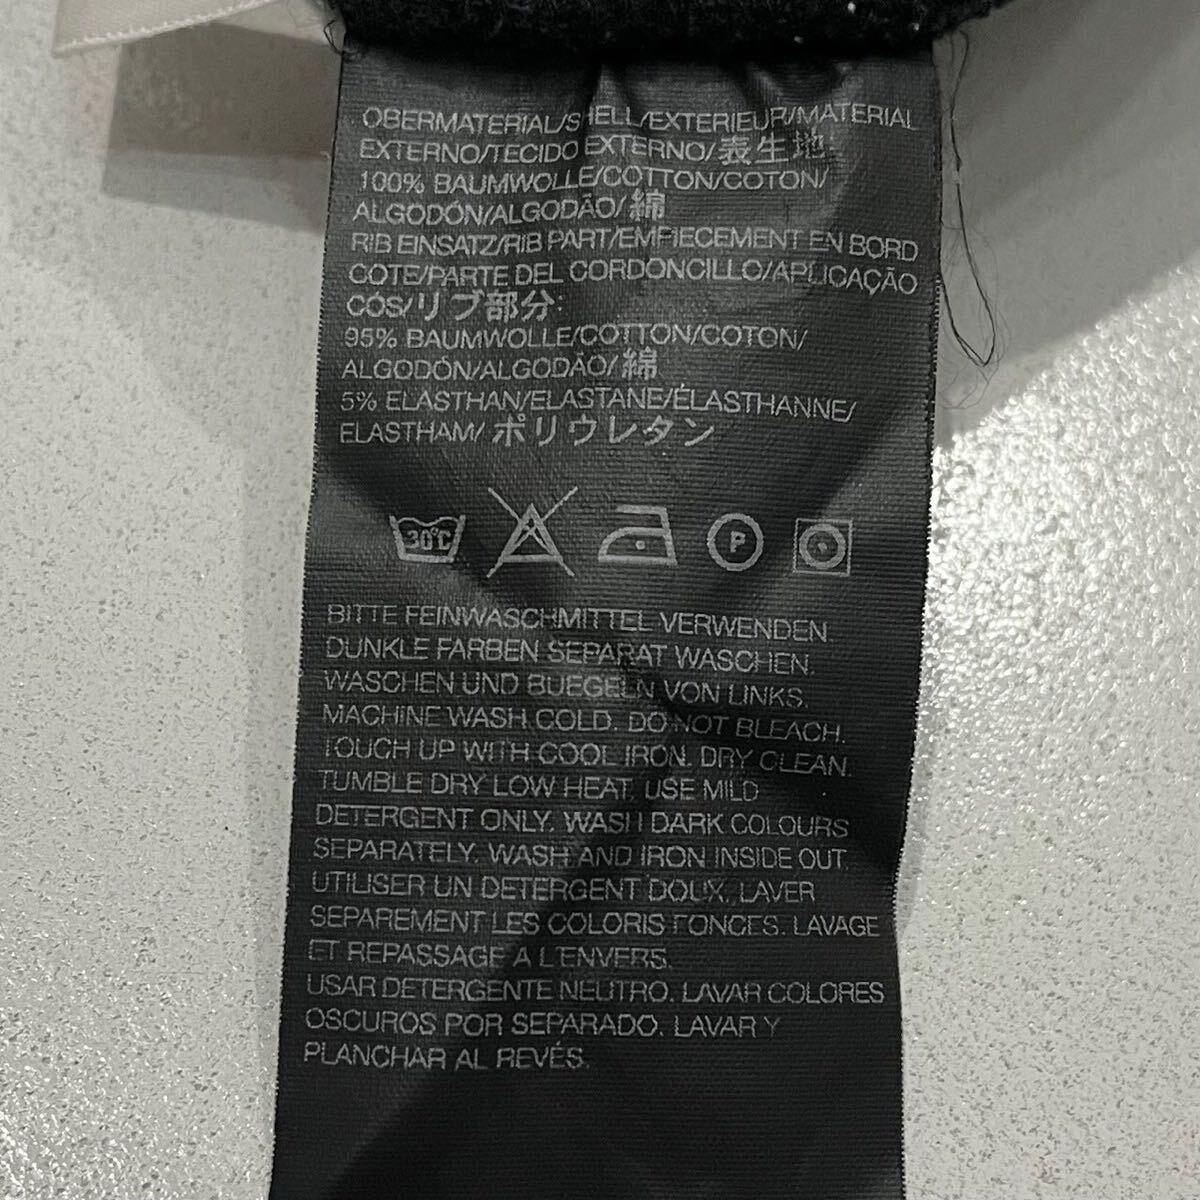 OBERMATERIAL/SHELL/EXTERIEUR/MATERIAL
EXTERNO/TECIDO EXTERNO/表生地:
100% BAUMWOLLE/COTTON/COTON/
ALGODÓN/ALGODÃO/綿
RIB EINSATZ/RIB PART/EMPIECEMENT EN BORD
COTE/PARTE DEL CORDONCILLO/APLICAÇÃO
CÓS/リブ部分:
95% BAUMWOLLE/COTTON/COTON/
ALGODÓN/ALGODÃO/綿
5% ELASTHAN/ELASTANE/ÉLASTHANNE/
ELASTHAM/ポリウレタン
30°C P
BITTE FEINWASCHMITTEL VERWENDEN.
DUNKLE FARBEN SEPARAT WASCHEN.
WASCHEN UND BUEGELN VON LINKS.
MACHINE WASH COLD. DO NOT BLEACH.
TOUCH UP WITH COOL IRON. DRY CLEAN.
TUMBLE DRY LOW HEAT. USE MILD
DETERGENT ONLY. WASH DARK COLOURS
SEPARATELY. WASH AND IRON INSIDE OUT.
UTILISER UN DETERGENT DOUX. LAVER
SEPAREMENT LES COLORIS FONCES. LAVAGE
ET REPASSAGE A L'ENVERS.
USAR DETERGENTE NEUTRO. LAVAR COLORES
OSCUROS POR SEPARADO. LAVAR Y
PLANCHAR AL REVÉS.